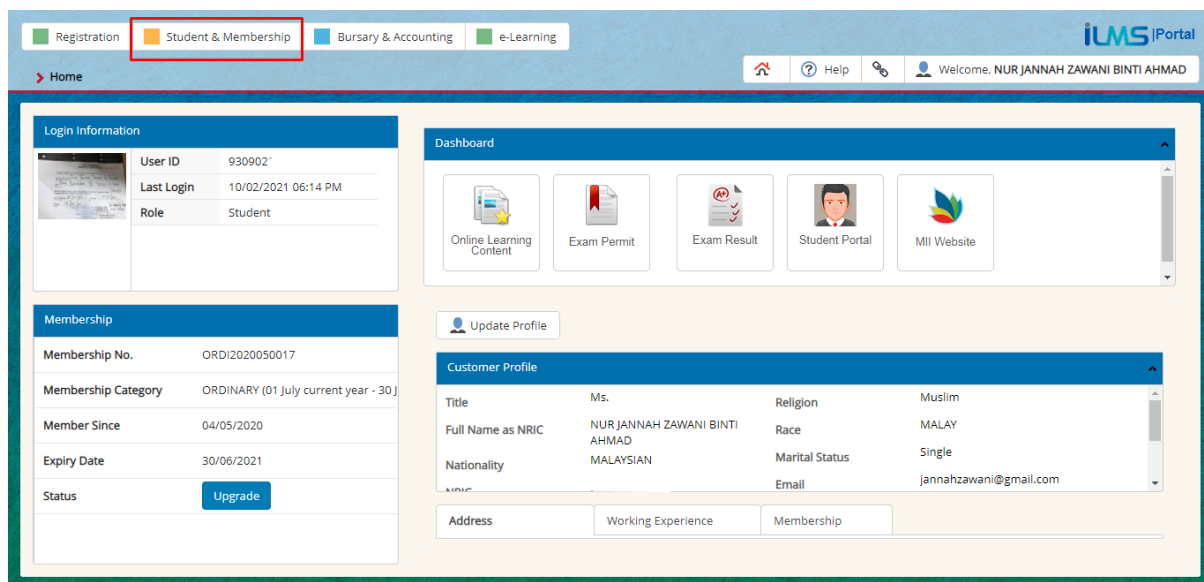 Registration
Student & Membership
Bursary & Accounting
e-Learning
iLMS |Portal
Home
Help
Welcome, NUR JANNAH ZAWANI BINTI AHMAD
Login Information
User ID 930902
Last Login 10/02/2021 06:14 PM
Role Student
Dashboard
Online Learning
Content
Exam Permit
A+
Exam Result
Student Portal
MII Website
Membership
Membership No. ORDI2020050017
Membership Category ORDINARY (01 July current year - 30 J
Member Since 04/05/2020
Expiry Date 30/06/2021
Status Upgrade
Update Profile
Customer Profile
Title Ms.
Full Name as NRIC NUR JANNAH ZAWANI BINTI
AHMAD
Nationality MALAYSIAN
Religion Muslim
Race MALAY
Marital Status Single
Email jannahzawani@gmail.com
Address
Working Experience
Membership